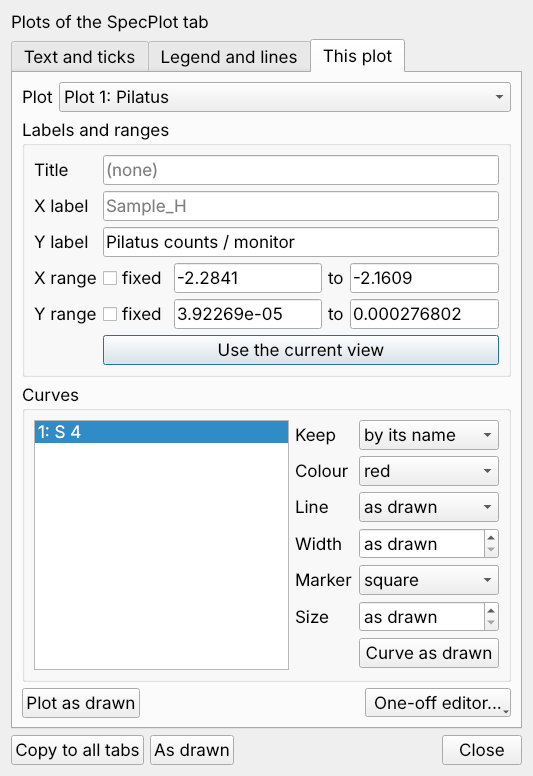 Plots of the SpecPlot tab
Text and ticks Legend and lines This plot
Plot Plot 1: Pilatus
Labels and ranges
Title (none)
X label Sample_H
Y label Pilatus counts / monitor
X range fixed -2.2841 to -2.1609
Y range fixed 3.92269e-05 to 0.000276802
Use the current view
Curves
1: S 4
Keep by its name
Colour red
Line as drawn
Width as drawn
Marker square
Size as drawn
Curve as drawn
Plot as drawn One-off editor...
Copy to all tabs As drawn Close